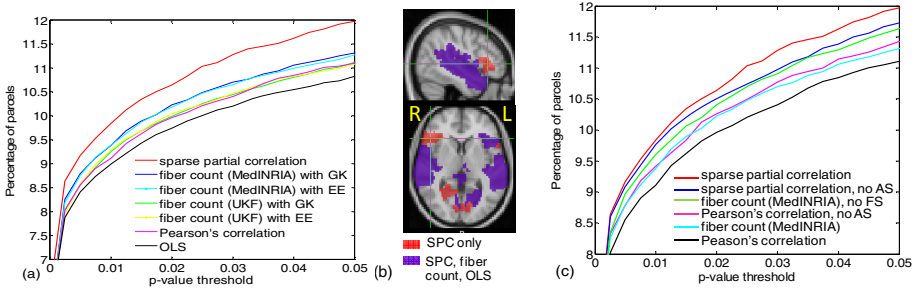 12
11.5
11
10.5
10
9.5
9
8.5
8
7.5
7
Percentage of parcels
0
0.01
0.02
0.03
0.04
0.05
p-value threshold
sparse partial correlation
fiber count (MedINRIA) with GK
fiber count (MedINRIA) with EE
fiber count (UKF) with GK
fiber count (UKF) with EE
Pearson's correlation
OLS
(a)
R
L
SPC only
SPC, fiber
count, OLS
(b)
12
11.5
11
10.5
10
9.5
9
8.5
8
Percentage of parcels
0
0.01
0.02
0.03
0.04
0.05
p-value threshold
sparse partial correlation
sparse partial correlation, no AS
fiber count (MedINRIA), no FS
Pearson's correlation, no AS
fiber count (MedINRIA)
Peason's correlation
(c)